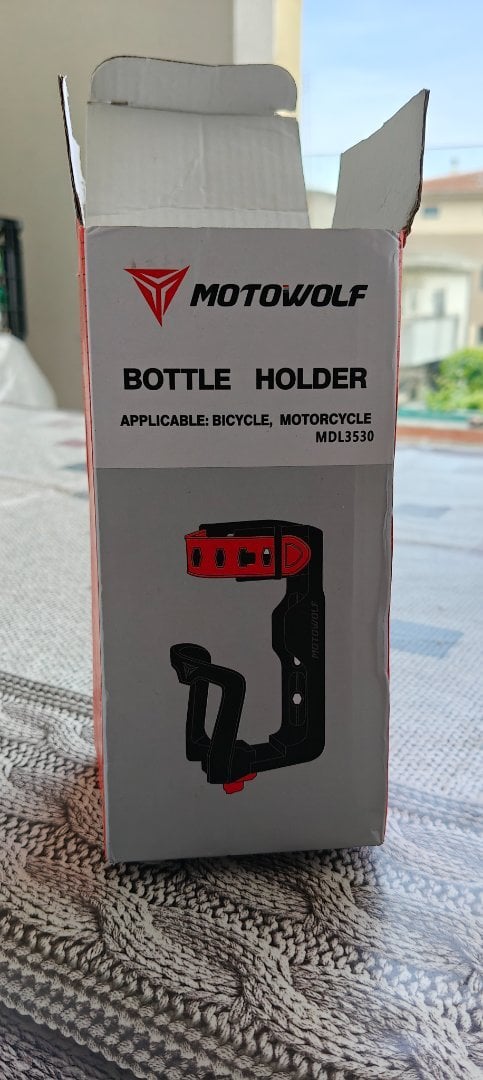 MOTOWOLF
BOTTLE HOLDER
APPLICABLE: BICYCLE, MOTORCYCLE
MDL3530
MOTOWOLF